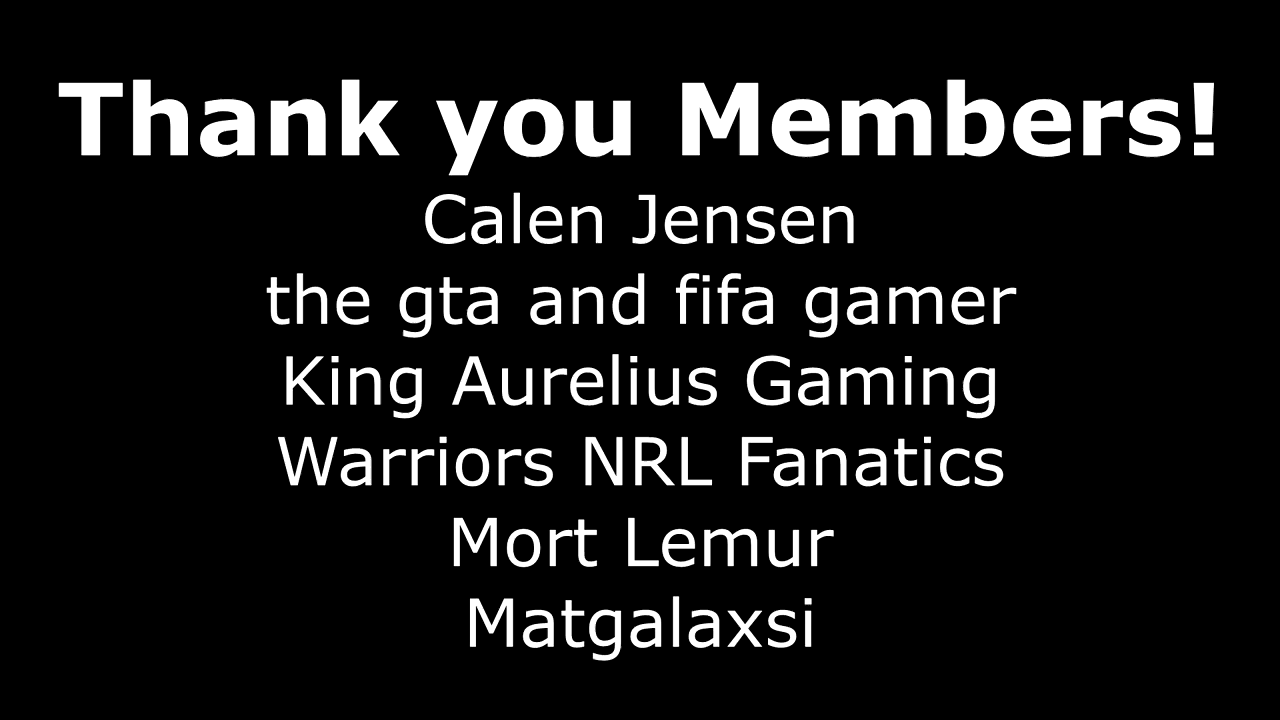 Thank you Members!
Calen Jensen
the gta and fifa gamer
King Aurelius Gaming
Warriors NRL Fanatics
Mort Lemur
Matgalaxsi